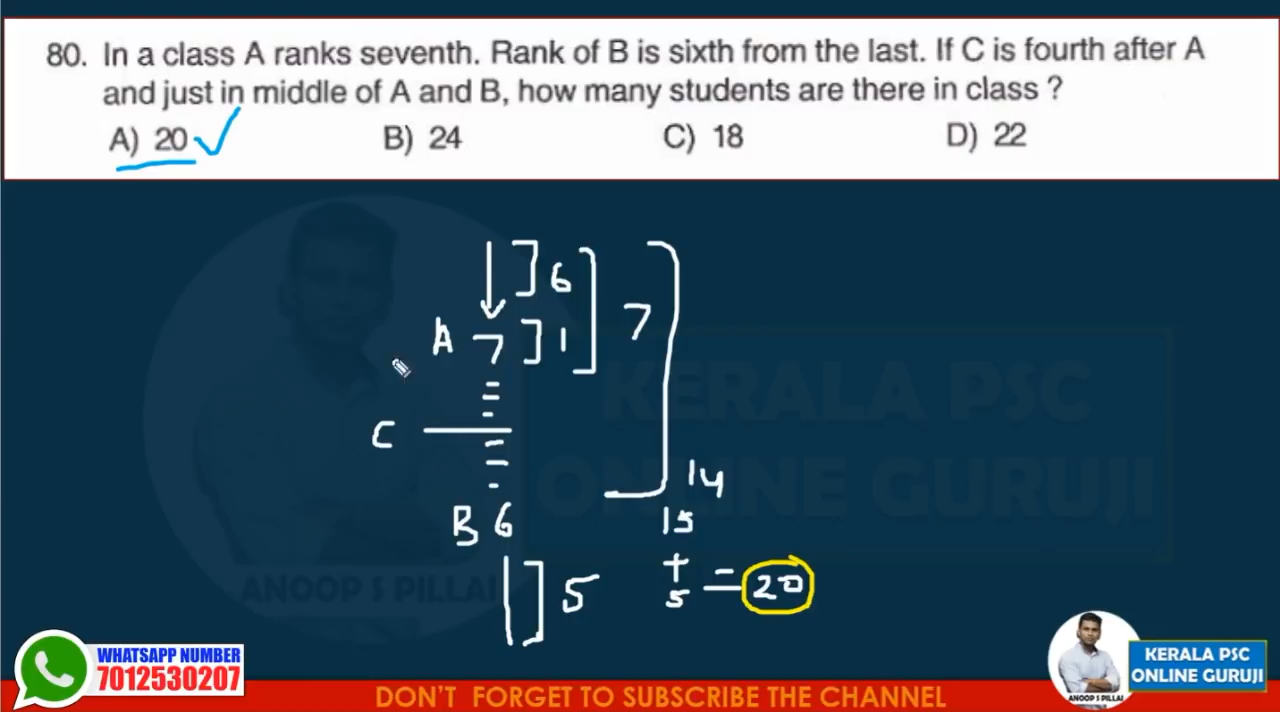 80. In a class A ranks seventh. Rank of B is sixth from the last. If C is fourth after A
and just in middle of A and B, how many students are there in class ?
A) 20 B) 24 C) 18 D) 22
] 6
A 7 ] 1 ] 7
C
14
B 6 15
] 5 + 5 = 20
KERALA PSC
ONLINE GURUJI
ANOOP S PILLAI
WHATSAPP NUMBER
7012530207
KERALA PSC
ONLINE GURUJI
ANOOP S PILLAI
DON'T FORGET TO SUBSCRIBE THE CHANNEL